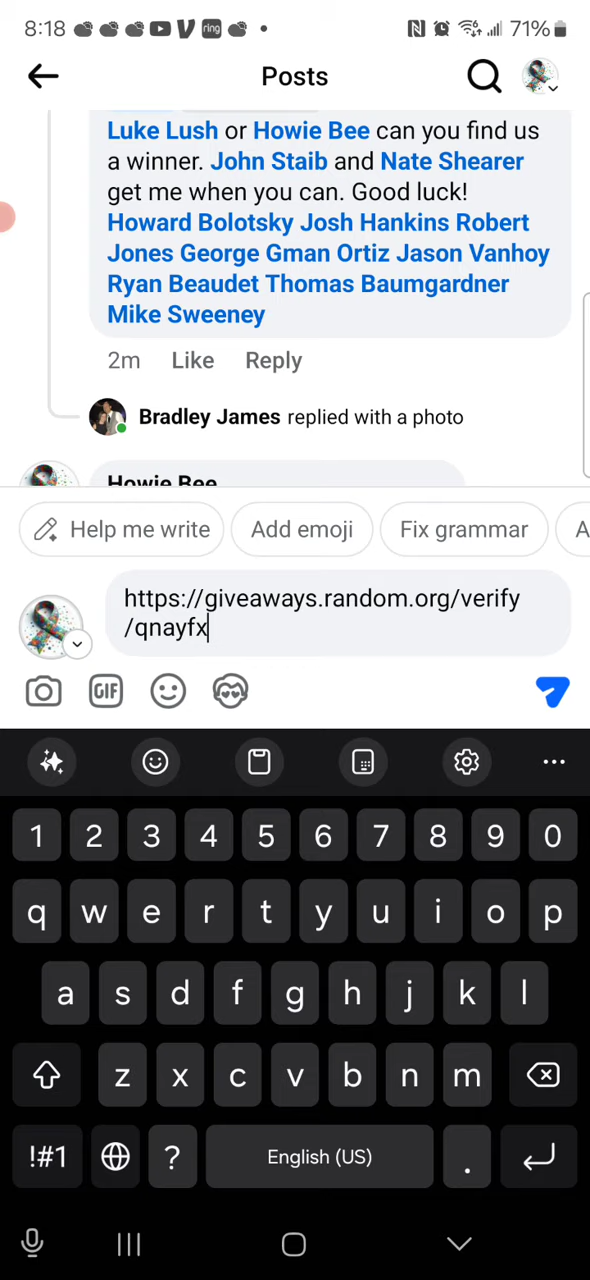 8:18 ring 71%
Posts
Luke Lush or Howie Bee can you find us
a winner. John Staib and Nate Shearer
get me when you can. Good luck!
Howard Bolotsky Josh Hankins Robert
Jones George Gman Ortiz Jason Vanhoy
Ryan Beaudet Thomas Baumgardner
Mike Sweeney
2m Like Reply
Bradley James replied with a photo
Howie Bee
Help me write Add emoji Fix grammar A
https://giveaways.random.org/verify
/qnayfx
GIF
1 2 3 4 5 6 7 8 9 0
q w e r t y u i o p
a s d f g h j k l
z x c v b n m
!#1 ? English (US) .